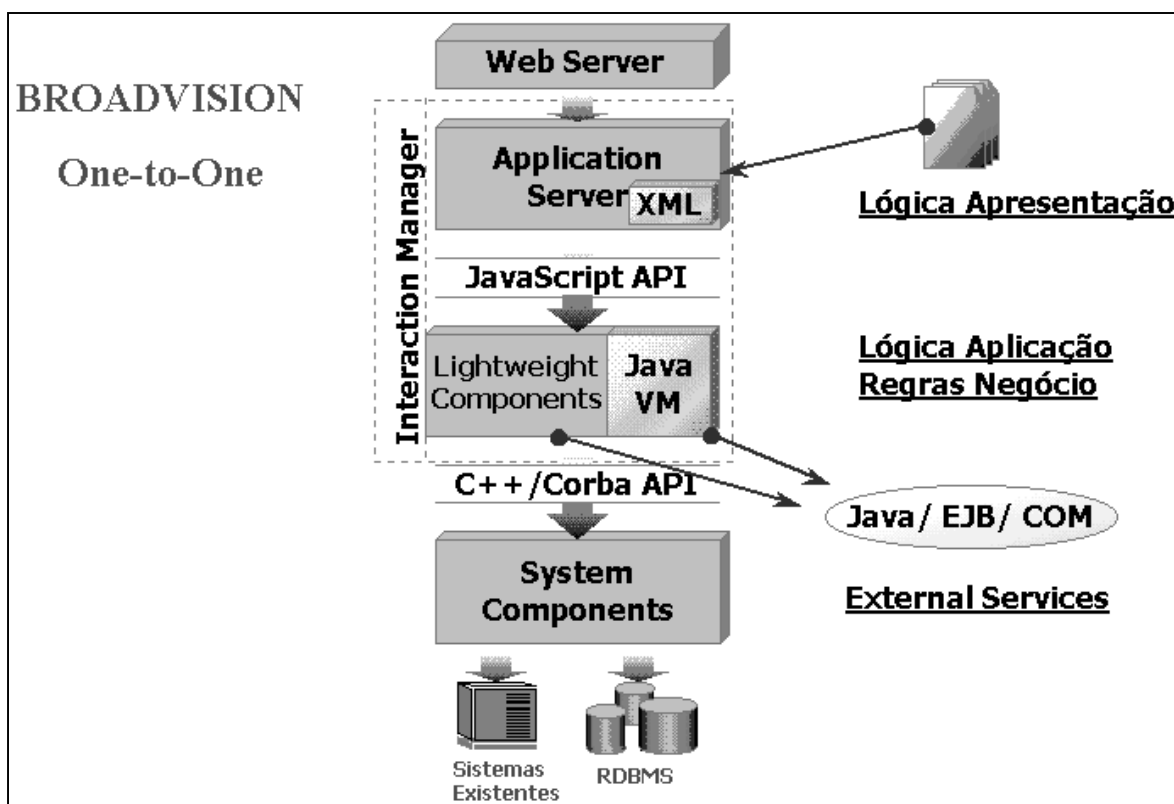 BROADVISION
One-to-One
Web Server
Interaction Manager
Application
Server
XML
Lógica Apresentação
JavaScript API
Lightweight
Components
Java
VM
Lógica Aplicação
Regras Negócio
C++/Corba API
Java/ EJB/ COM
System
Components
External Services
Sistemas
Existentes
RDBMS